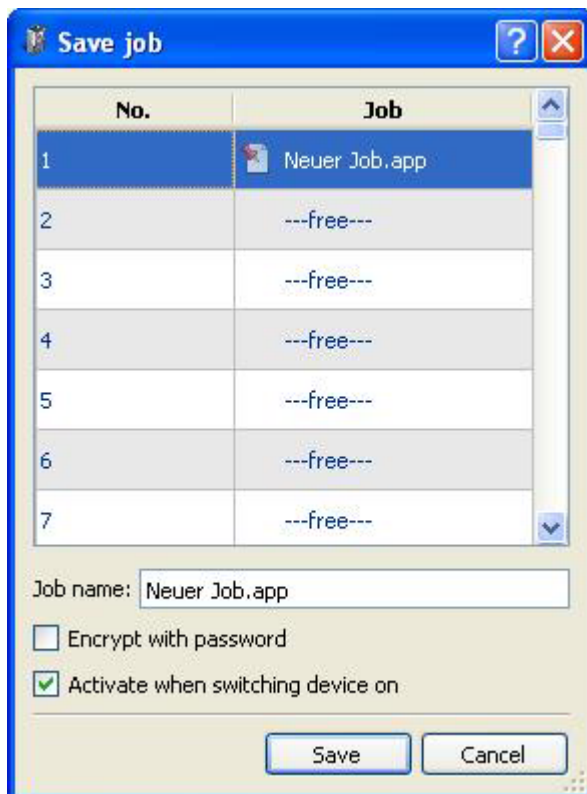 Save job
No. Job
1 Neuer Job.app
2 ---free---
3 ---free---
4 ---free---
5 ---free---
6 ---free---
7 ---free---
Job name: Neuer Job.app
Encrypt with password
Activate when switching device on
Save Cancel